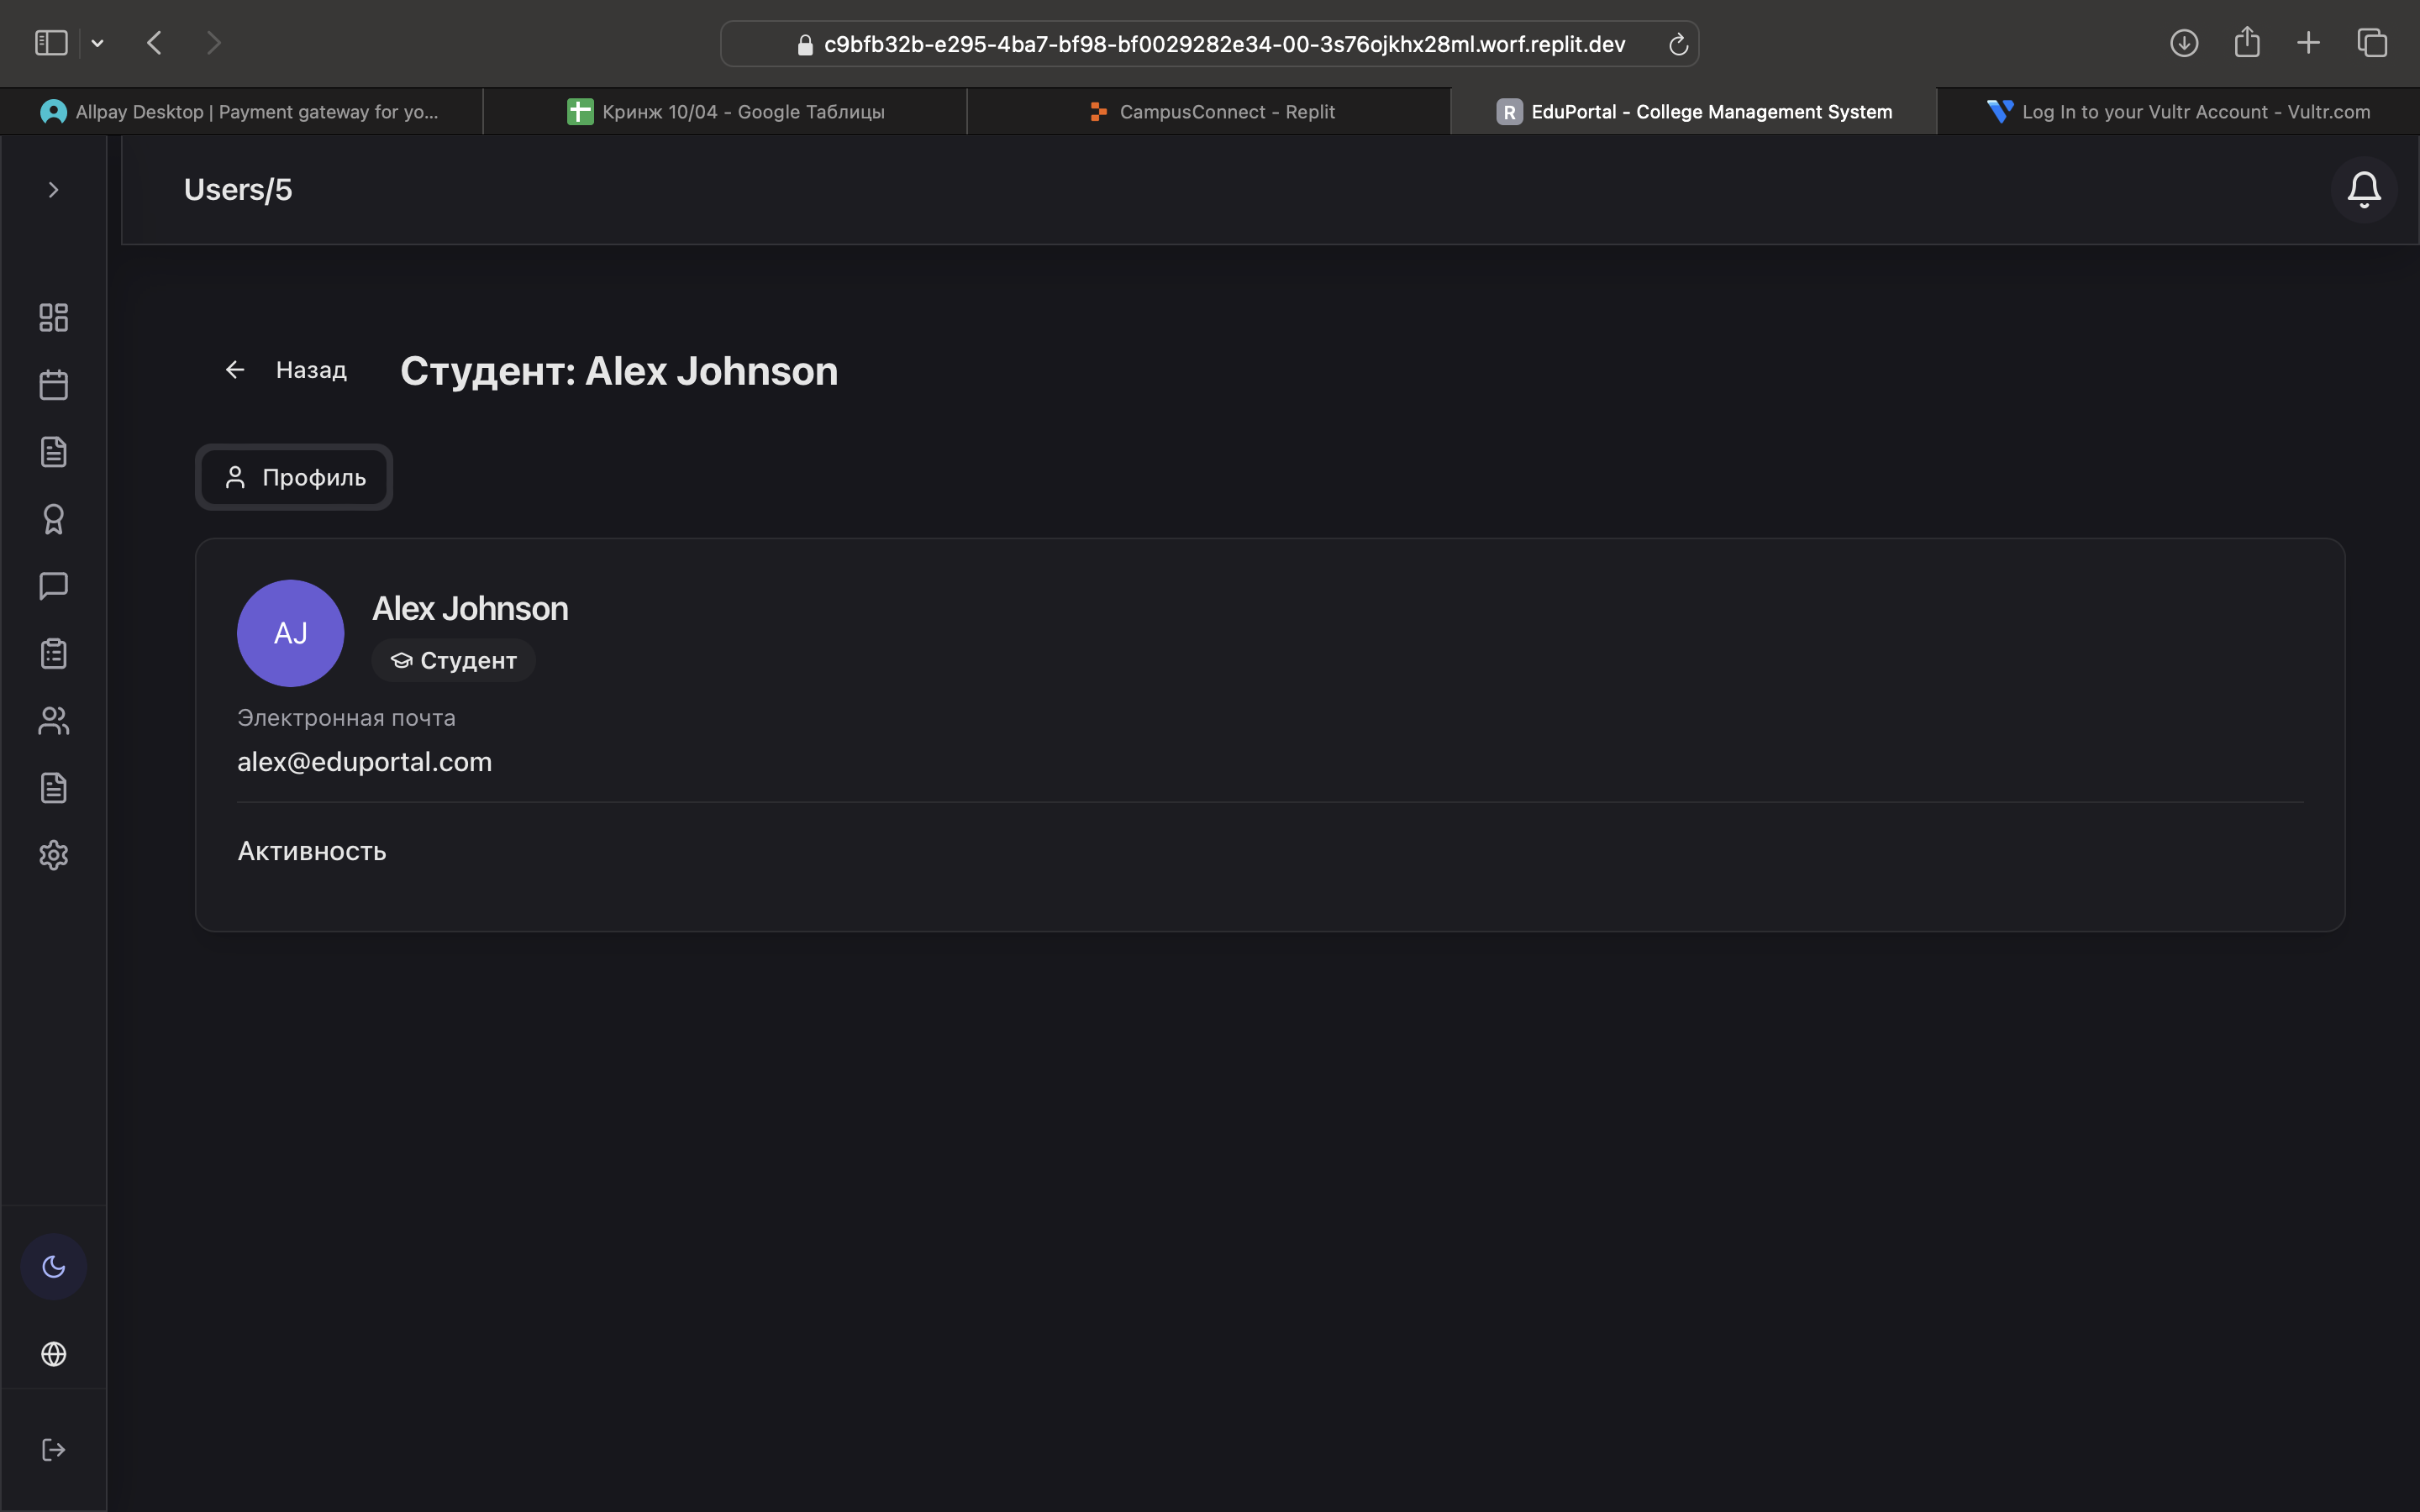 c9bfb32b-e295-4ba7-bf98-bf0029282e34-00-3s76ojkhx28ml.worf.replit.dev
Allpay Desktop | Payment gateway for yo...
Кринж 10/04 - Google Таблицы
CampusConnect - Replit
R
EduPortal - College Management System
Log In to your Vultr Account - Vultr.com
Users/5
Назад
Студент: Alex Johnson
Профиль
AJ
Alex Johnson
Студент
Электронная почта
alex@eduportal.com
Активность